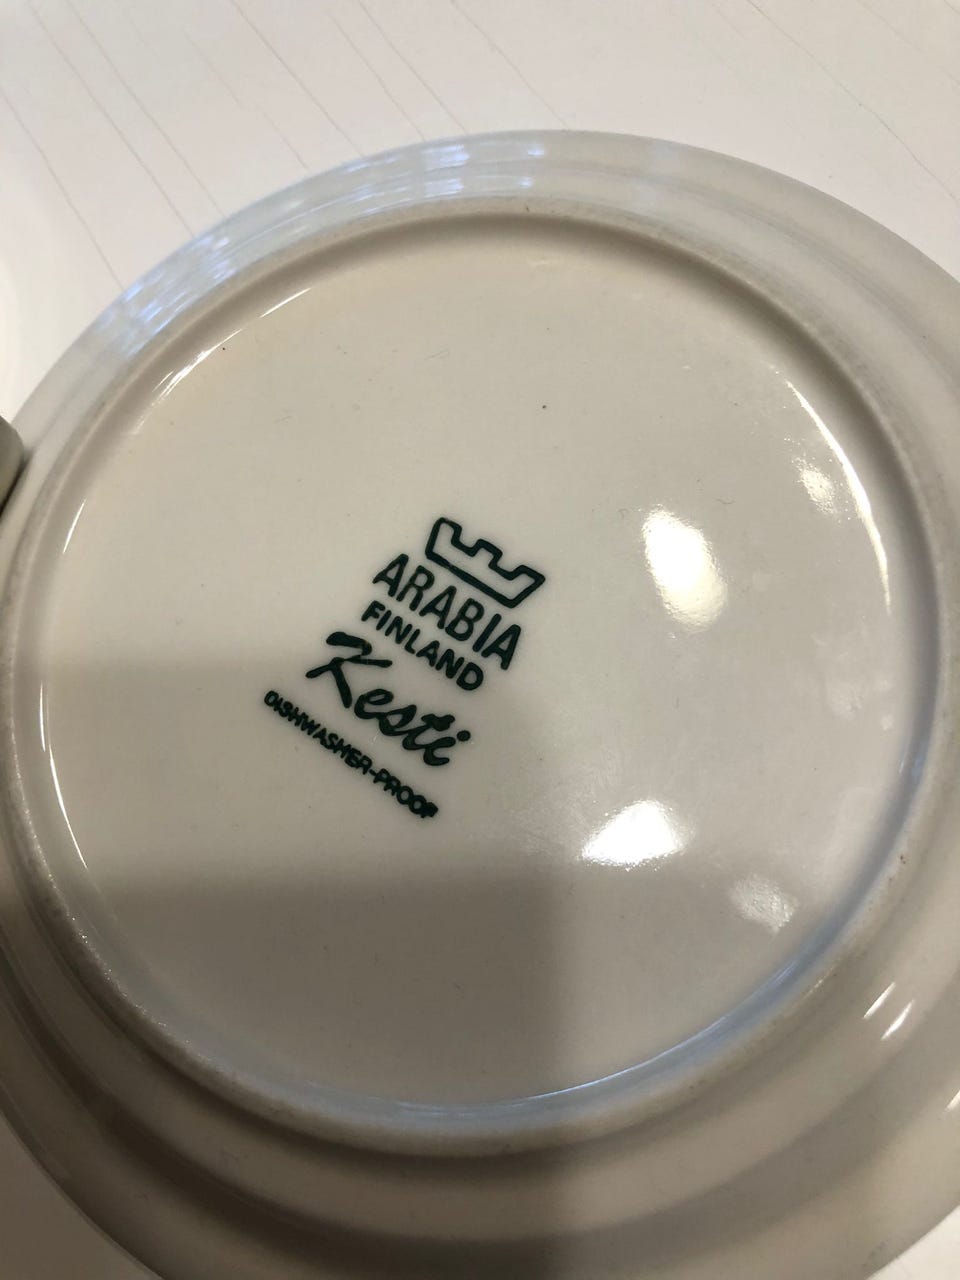 ARABIA
FINLAND
Kesti
DISHWASHER-PROOF